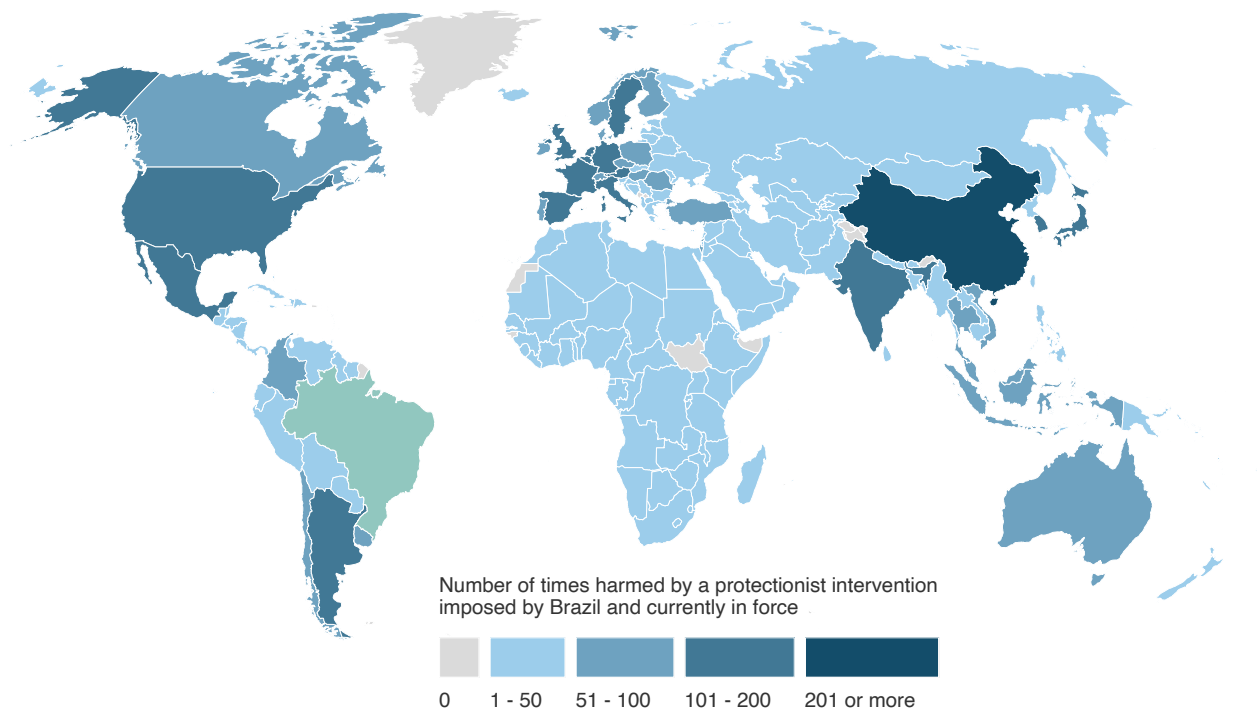 Number of times harmed by a protectionist intervention
imposed by Brazil and currently in force
0
1 - 50
51 - 100
101 - 200
201 or more